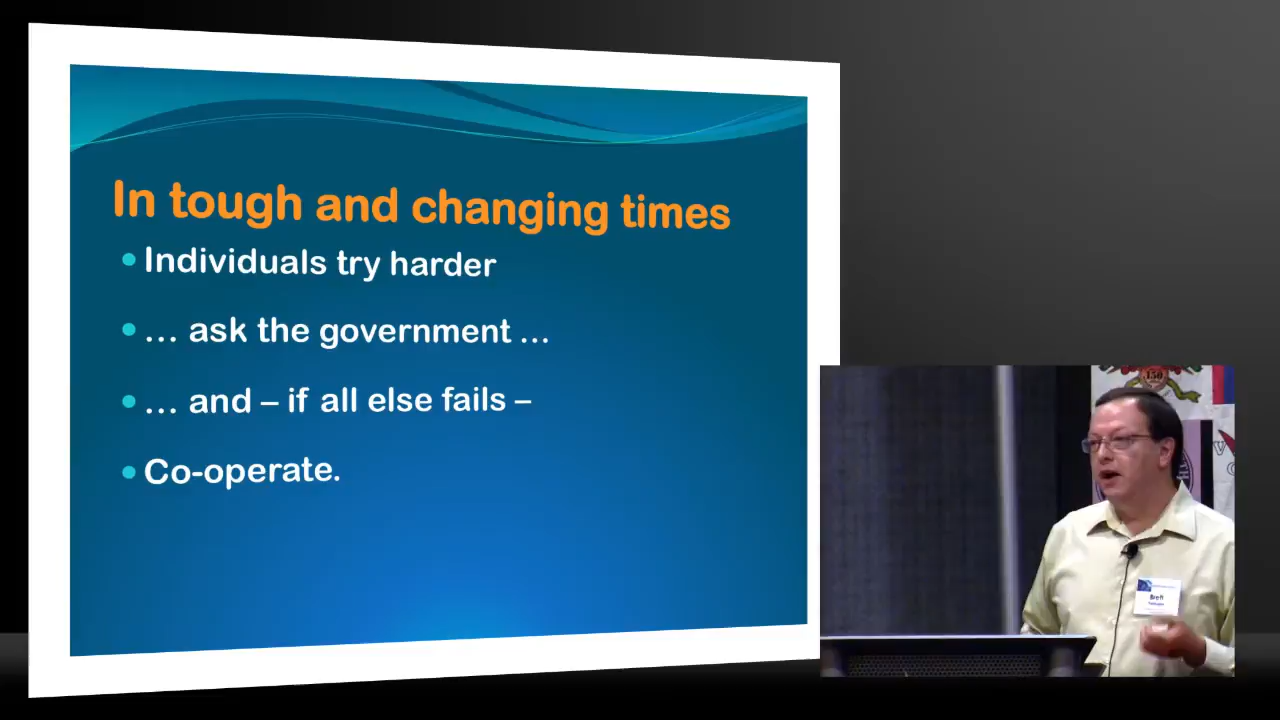 In tough and changing times
Individuals try harder
... ask the government ...
... and – if all else fails –
Co-operate.
150
Brett